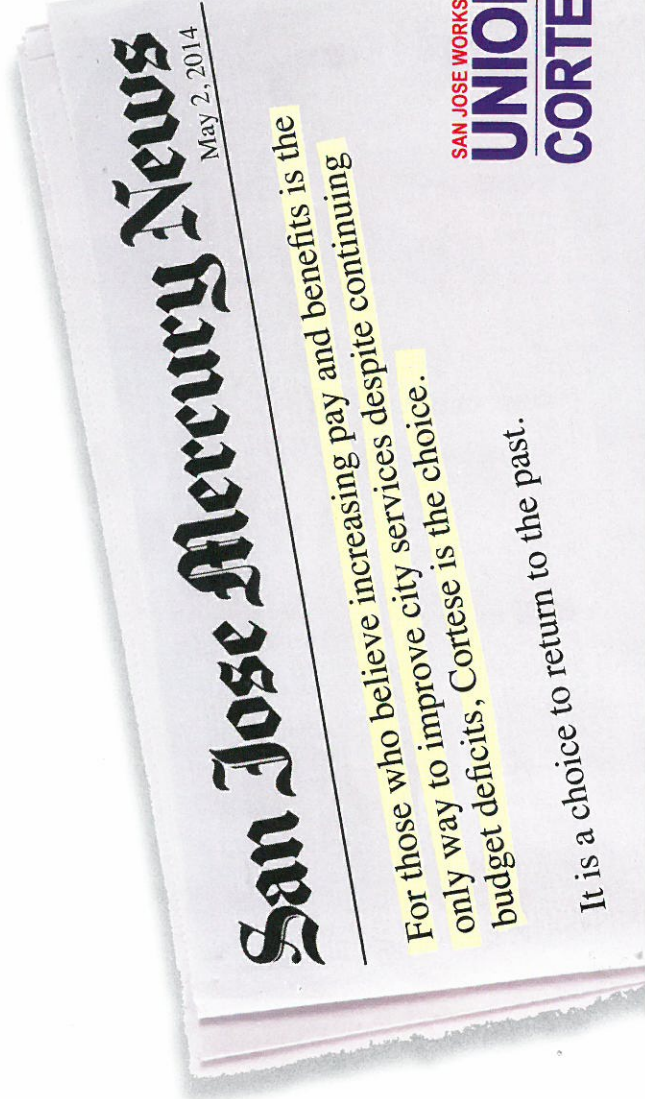 San Jose Mercury News
May 2, 2014
For those who believe increasing pay and benefits is the
only way to improve city services despite continuing
budget deficits, Cortese is the choice.
It is a choice to return to the past.
SAN JOSE WORKS